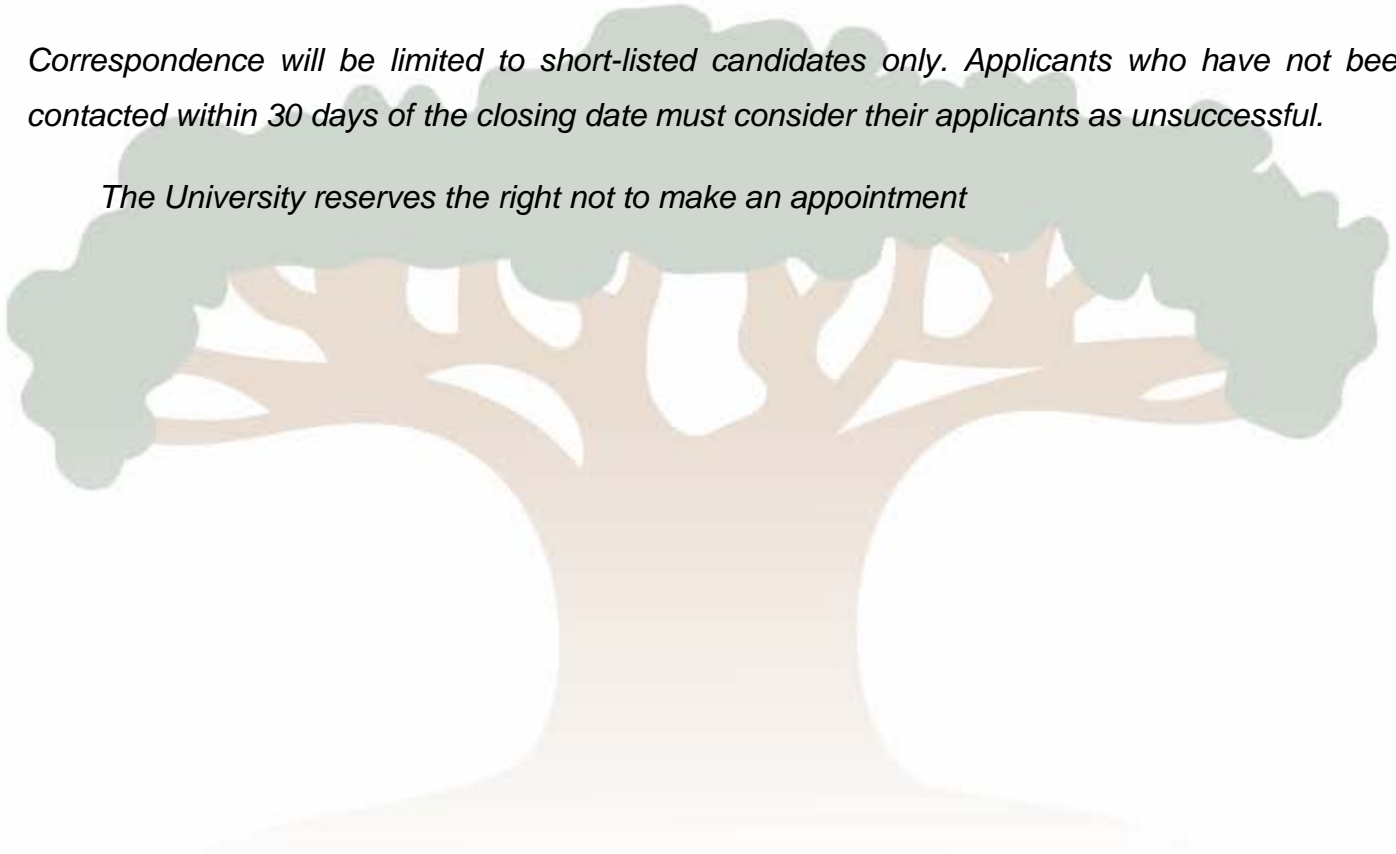 Correspondence will be limited to short-listed candidates only. Applicants who have not bee
contacted within 30 days of the closing date must consider their applicants as unsuccessful.
The University reserves the right not to make an appointment